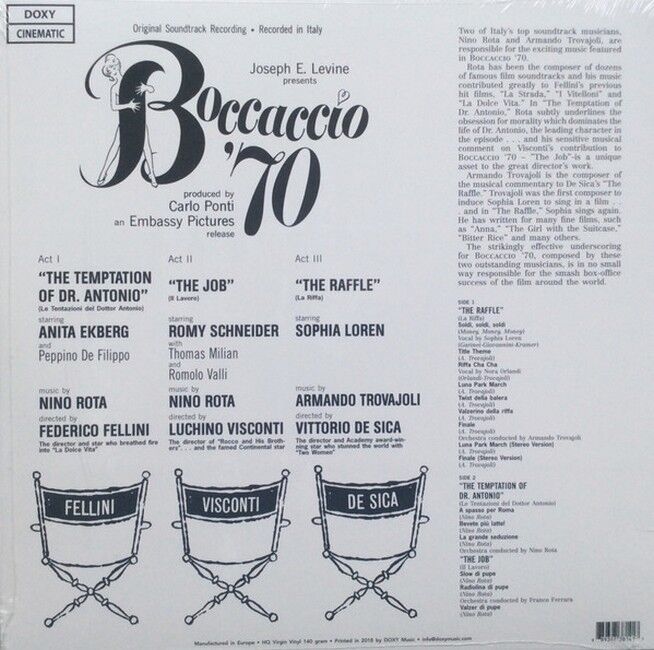 DOXY
CINEMATIC
Original Soundtrack Recording • Recorded in Italy
Joseph E. Levine
presents
Boccaccio
'70
produced by
Carlo Ponti
an Embassy Pictures
release
Act I
"THE TEMPTATION
OF DR. ANTONIO"
(Le Tentazioni del Dottor Antonio)
starring
ANITA EKBERG
and
Peppino De Filippo
music by
NINO ROTA
directed by
FEDERICO FELLINI
The director and star who breathed fire
into "La Dolce Vita"
Act II
"THE JOB"
(Il Lavoro)
starring
ROMY SCHNEIDER
with
Thomas Milian
and
Romolo Valli
music by
NINO ROTA
directed by
LUCHINO VISCONTI
The director of "Rocco and His Broth-
ers". . . and the famed Continental star
Act III
"THE RAFFLE"
(La Riffa)
starring
SOPHIA LOREN
music by
ARMANDO TROVAJOLI
directed by
VITTORIO DE SICA
The director and Academy award-win-
ning star who stunned the world with
"Two Women"
FELLINI
VISCONTI
DE SICA
Two of Italy's top soundtrack musicians,
Nino Rota and Armando Trovajoli, are
responsible for the exciting music featured
in BOCCACCIO '70.
Rota has been the composer of dozens
of famous film soundtracks and his music
contributed greatly to Fellini's previous
hit films, "La Strada," "I Vitelloni" and
"La Dolce Vita." In "The Temptation of
Dr. Antonio," Rota subtly underlines the
obsession for morality which dominates the
life of Dr. Antonio, the leading character in
the episode . . . and his sensitive musical
comment on Visconti's contribution to
BOCCACCIO '70 – "The Job"-is a unique
asset to the great director's work.
Armando Trovajoli is the composer of
the musical commentary to De Sica's "The
Raffle." Trovajoli was the first composer to
induce Sophia Loren to sing in a film . .
. and in "The Raffle," Sophia sings again.
He has written for many fine films, such
as "Anna," "The Girl with the Suitcase,"
"Bitter Rice" and many others.
The strikingly effective underscoring
for BOCCACCIO '70, composed by these
two outstanding musicians, is in no small
way responsible for the smash box-office
success of the film around the world.
SIDE 1
"THE RAFFLE"
(La Riffa)
Soldi, soldi, soldi
(Money, Money, Money)
Vocal by Sophia Loren
(Garinei-Giovannini-Kramer)
Title Theme
(A. Trovajoli)
Riffa Cha Cha
Vocal by Nora Orlandi
(Orlandi-Trovajoli)
Luna Park March
(A. Trovajoli)
Twist della balera
(A. Trovajoli)
Valzerino della riffa
(A. Trovajoli)
Finale
(A. Trovajoli)
Orchestra conducted by Armando Trovajoli
Luna Park March (Stereo Version)
(A. Trovajoli)
Finale (Stereo Version)
(A. Trovajoli)
SIDE 2
"THE TEMPTATION OF
DR. ANTONIO"
(Le Tentazioni del Dottor Antonio)
A spasso per Roma
(Nino Rota)
Bevete più latte!
(Nino Rota)
La grande seduzione
(Nino Rota)
Orchestra conducted by Nino Rota
"THE JOB"
(Il Lavoro)
Slow di pupe
(Nino Rota)
Radiolina di pupe
(Nino Rota)
Orchestra conducted by Franco Ferrara
Valzer di pupe
(Nino Rota)
Manufactured in Europe • HQ Virgin Vinyl 140 gram • Printed in 2018 by DOXY Music • info@doxymusic.com